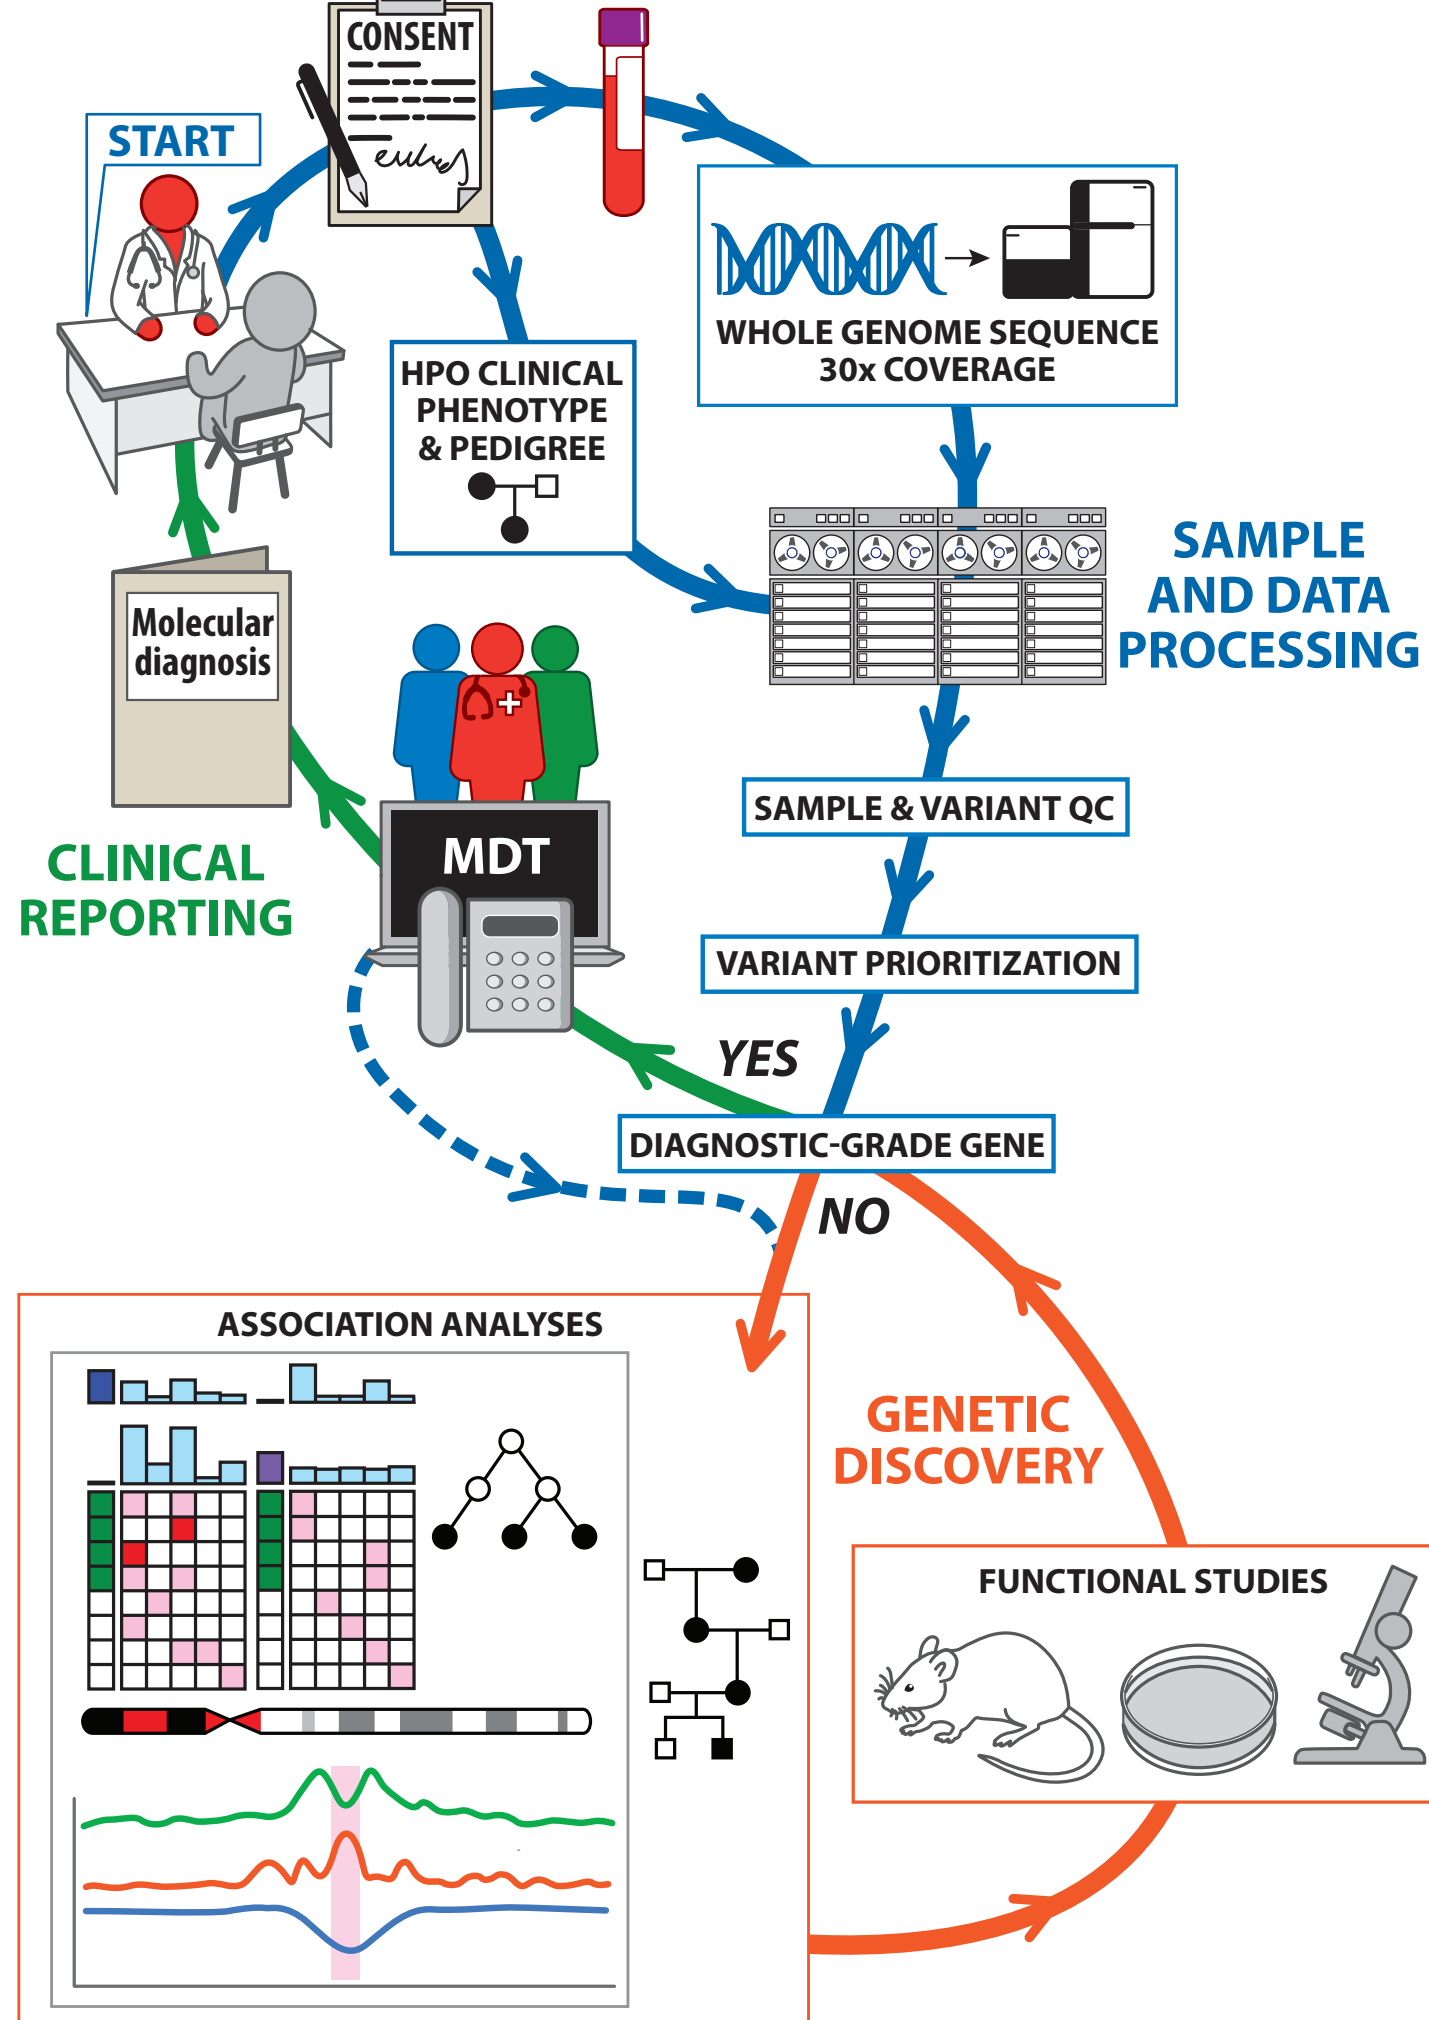 CONSENT
START
WHOLE GENOME SEQUENCE
30x COVERAGE
HPO CLINICAL
PHENOTYPE
& PEDIGREE
SAMPLE
AND DATA
PROCESSING
Molecular
diagnosis
SAMPLE & VARIANT QC
MDT
CLINICAL
REPORTING
VARIANT PRIORITIZATION
YES
DIAGNOSTIC-GRADE GENE
NO
ASSOCIATION ANALYSES
GENETIC
DISCOVERY
FUNCTIONAL STUDIES